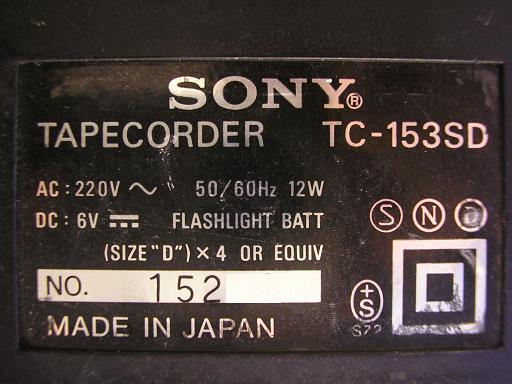 SONY®
TAPECORDER TC-153SD
AC: 220V ~ 50/60Hz 12W
DC: 6V ⎓ FLASHLIGHT BATT
(SIZE "D") × 4 OR EQUIV
S N D
NO. 152
MADE IN JAPAN
+S